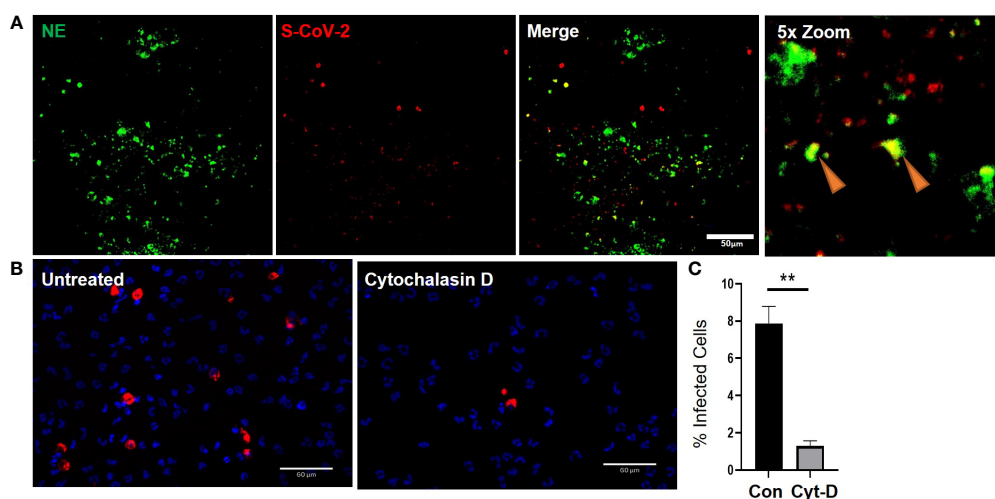 A
NE
S-CoV-2
Merge
5x Zoom
50µm
B
Untreated
Cytochalasin D
60 µm
60 µm
C
**
% Infected Cells
10
8
6
4
2
0
Con Cyt-D